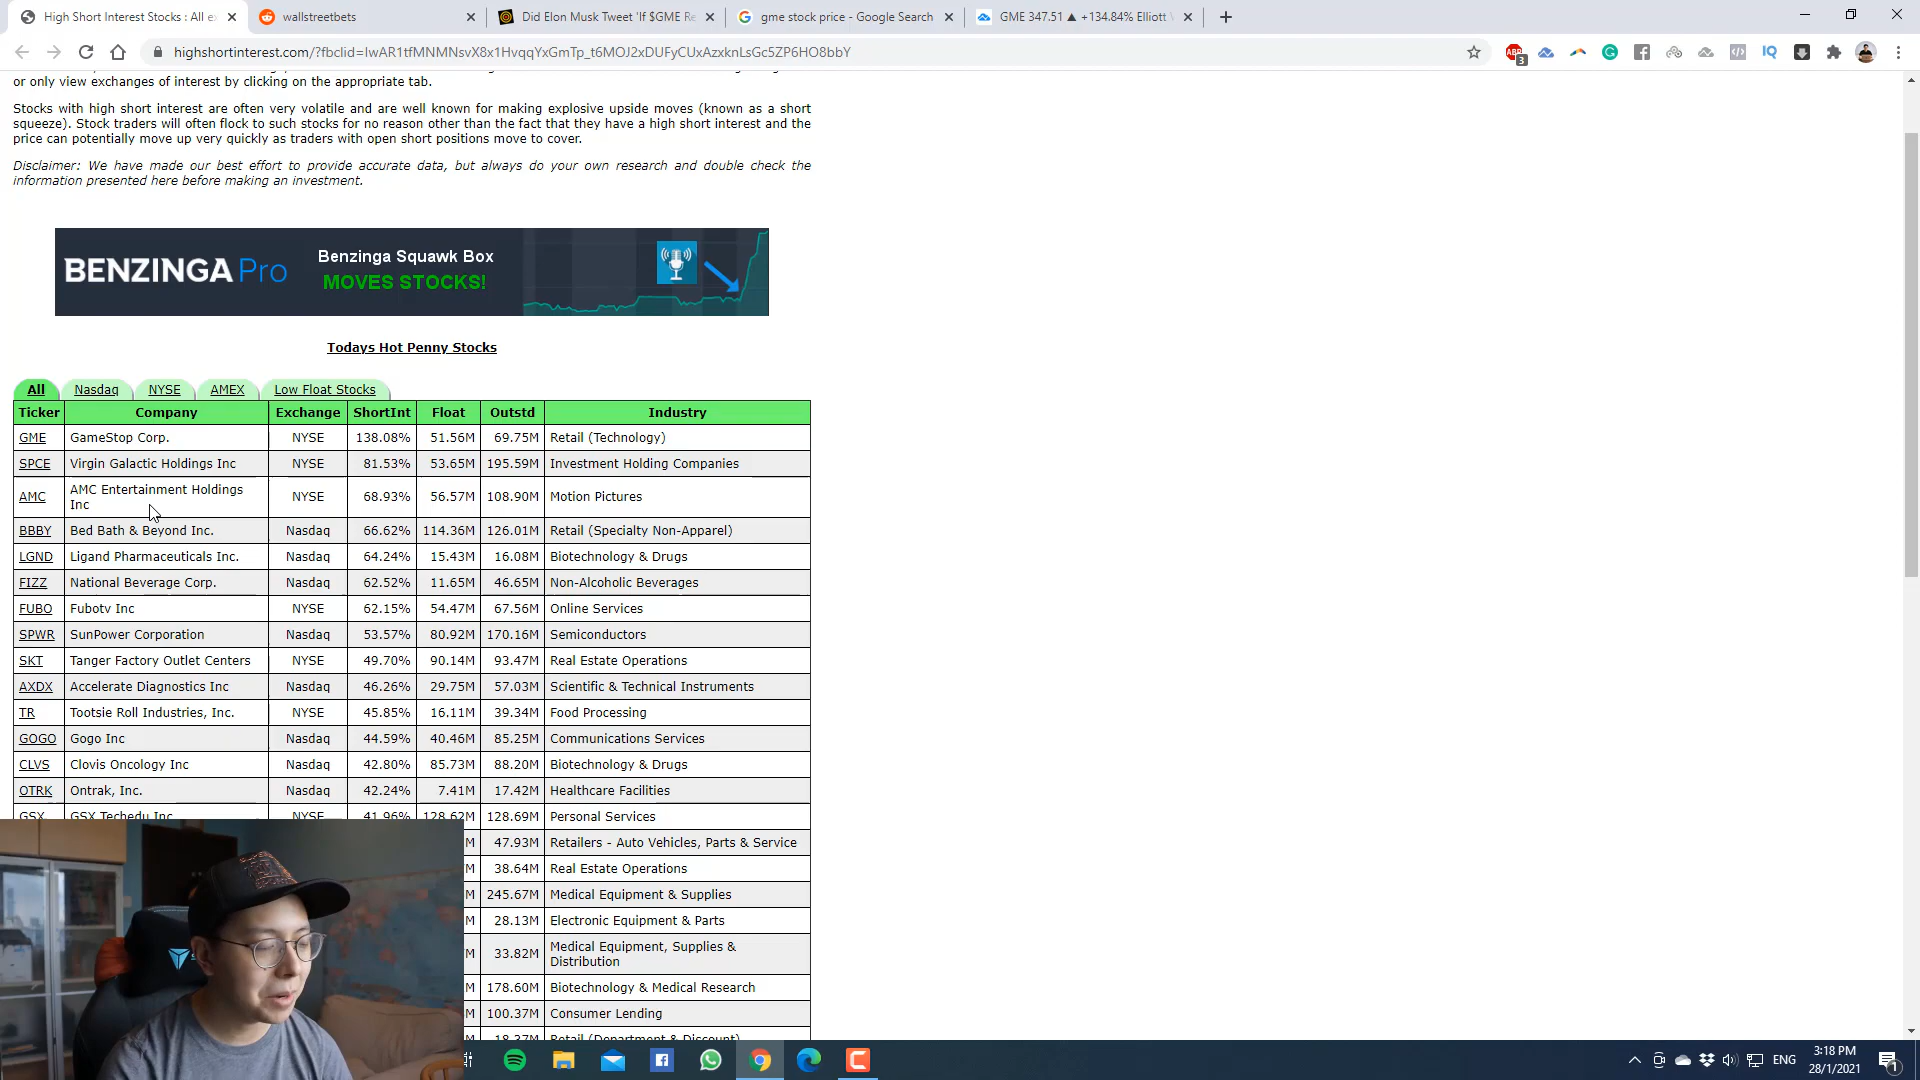 High Short Interest Stocks : All ex
wallstreetbets
Did Elon Musk Tweet 'If $GME Re
gme stock price - Google Search
GME 347.51 ▲ +134.84% Elliott
highshortinterest.com/?fbclid=IwAR1tfMNMNsvX8x1HvqqYxGmTp_t6MOJ2xDUFyCUxAzxknLsGc5ZP6HO8bbY
ABP
3
IQ
or only view exchanges of interest by clicking on the appropriate tab.
Stocks with high short interest are often very volatile and are well known for making explosive upside moves (known as a short
squeeze). Stock traders will often flock to such stocks for no reason other than the fact that they have a high short interest and the
price can potentially move up very quickly as traders with open short positions move to cover.
Disclaimer: We have made our best effort to provide accurate data, but always do your own research and double check the
information presented here before making an investment.
BENZINGA Pro
Benzinga Squawk Box
MOVES STOCKS!
Todays Hot Penny Stocks
All Nasdaq NYSE AMEX Low Float Stocks
Ticker Company Exchange ShortInt Float Outstd Industry
GME GameStop Corp. NYSE 138.08% 51.56M 69.75M Retail (Technology)
SPCE Virgin Galactic Holdings Inc NYSE 81.53% 53.65M 195.59M Investment Holding Companies
AMC AMC Entertainment Holdings
Inc NYSE 68.93% 56.57M 108.90M Motion Pictures
BBBY Bed Bath & Beyond Inc. Nasdaq 66.62% 114.36M 126.01M Retail (Specialty Non-Apparel)
LGND Ligand Pharmaceuticals Inc. Nasdaq 64.24% 15.43M 16.08M Biotechnology & Drugs
FIZZ National Beverage Corp. Nasdaq 62.52% 11.65M 46.65M Non-Alcoholic Beverages
FUBO Fubotv Inc NYSE 62.15% 54.47M 67.56M Online Services
SPWR SunPower Corporation Nasdaq 53.57% 80.92M 170.16M Semiconductors
SKT Tanger Factory Outlet Centers NYSE 49.70% 90.14M 93.47M Real Estate Operations
AXDX Accelerate Diagnostics Inc Nasdaq 46.26% 29.75M 57.03M Scientific & Technical Instruments
TR Tootsie Roll Industries, Inc. NYSE 45.85% 16.11M 39.34M Food Processing
GOGO Gogo Inc Nasdaq 44.59% 40.46M 85.25M Communications Services
CLVS Clovis Oncology Inc Nasdaq 42.80% 85.73M 88.20M Biotechnology & Drugs
OTRK Ontrak, Inc. Nasdaq 42.24% 7.41M 17.42M Healthcare Facilities
GSX GSX Techedu Inc NYSE 41.96% 128.62M 128.69M Personal Services
M 47.93M Retailers - Auto Vehicles, Parts & Service
M 38.64M Real Estate Operations
M 245.67M Medical Equipment & Supplies
M 28.13M Electronic Equipment & Parts
M 33.82M Medical Equipment, Supplies &
Distribution
M 178.60M Biotechnology & Medical Research
M 100.37M Consumer Lending
18.37M Retail (Department & Discount)
ENG
3:18 PM
28/1/2021
1